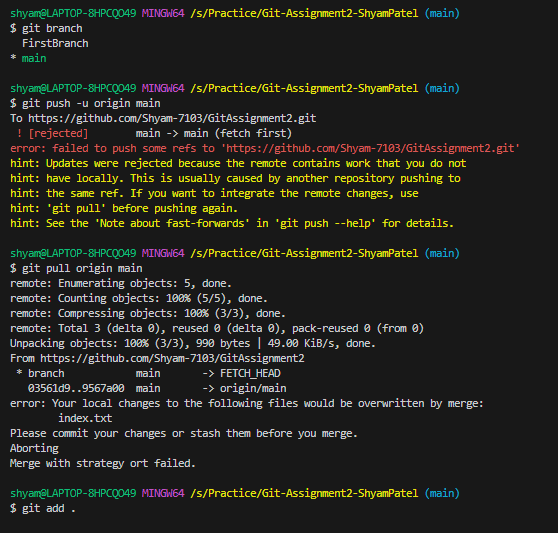 shyam@LAPTOP-8HPCQO49 MINGW64 /s/Practice/Git-Assignment2-ShyamPatel (main)
$ git branch
  FirstBranch
* main

shyam@LAPTOP-8HPCQO49 MINGW64 /s/Practice/Git-Assignment2-ShyamPatel (main)
$ git push -u origin main
To https://github.com/Shyam-7103/GitAssignment2.git
 ! [rejected]        main -> main (fetch first)
error: failed to push some refs to 'https://github.com/Shyam-7103/GitAssignment2.git'
hint: Updates were rejected because the remote contains work that you do not
hint: have locally. This is usually caused by another repository pushing to
hint: the same ref. If you want to integrate the remote changes, use
hint: 'git pull' before pushing again.
hint: See the 'Note about fast-forwards' in 'git push --help' for details.

shyam@LAPTOP-8HPCQO49 MINGW64 /s/Practice/Git-Assignment2-ShyamPatel (main)
$ git pull origin main
remote: Enumerating objects: 5, done.
remote: Counting objects: 100% (5/5), done.
remote: Compressing objects: 100% (3/3), done.
remote: Total 3 (delta 0), reused 0 (delta 0), pack-reused 0 (from 0)
Unpacking objects: 100% (3/3), 990 bytes | 49.00 KiB/s, done.
From https://github.com/Shyam-7103/GitAssignment2
 * branch            main       -> FETCH_HEAD
   03561d9..9567a00  main       -> origin/main
error: Your local changes to the following files would be overwritten by merge:
        index.txt
Please commit your changes or stash them before you merge.
Aborting
Merge with strategy ort failed.

shyam@LAPTOP-8HPCQO49 MINGW64 /s/Practice/Git-Assignment2-ShyamPatel (main)
$ git add .